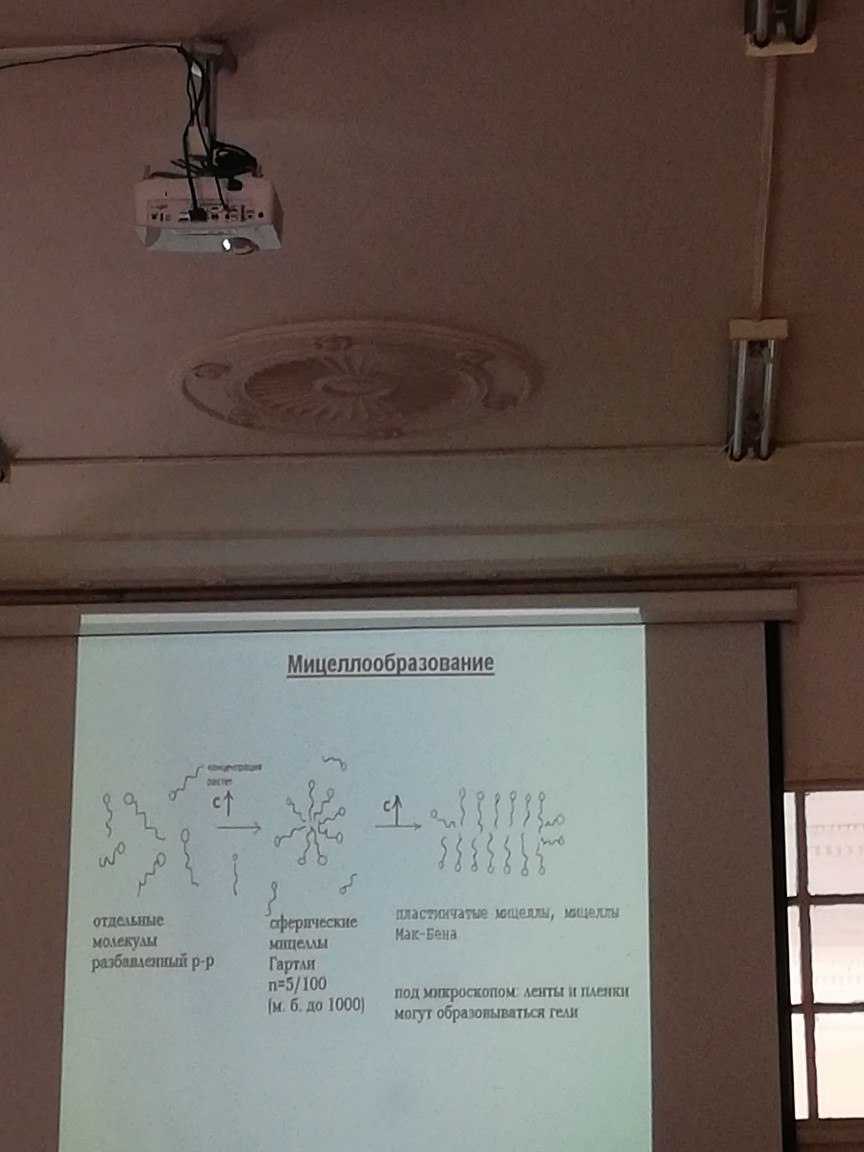 Мицеллообразование
концентрация
растет
с
с
отдельные
молекулы
разбавленный р-р
сферические
мицеллы
Гартли
n=5/100
(м. б. до 1000)
пластинчатые мицеллы, мицеллы
Мак-Бена
под микроскопом: ленты и пленки
могут образовываться гели